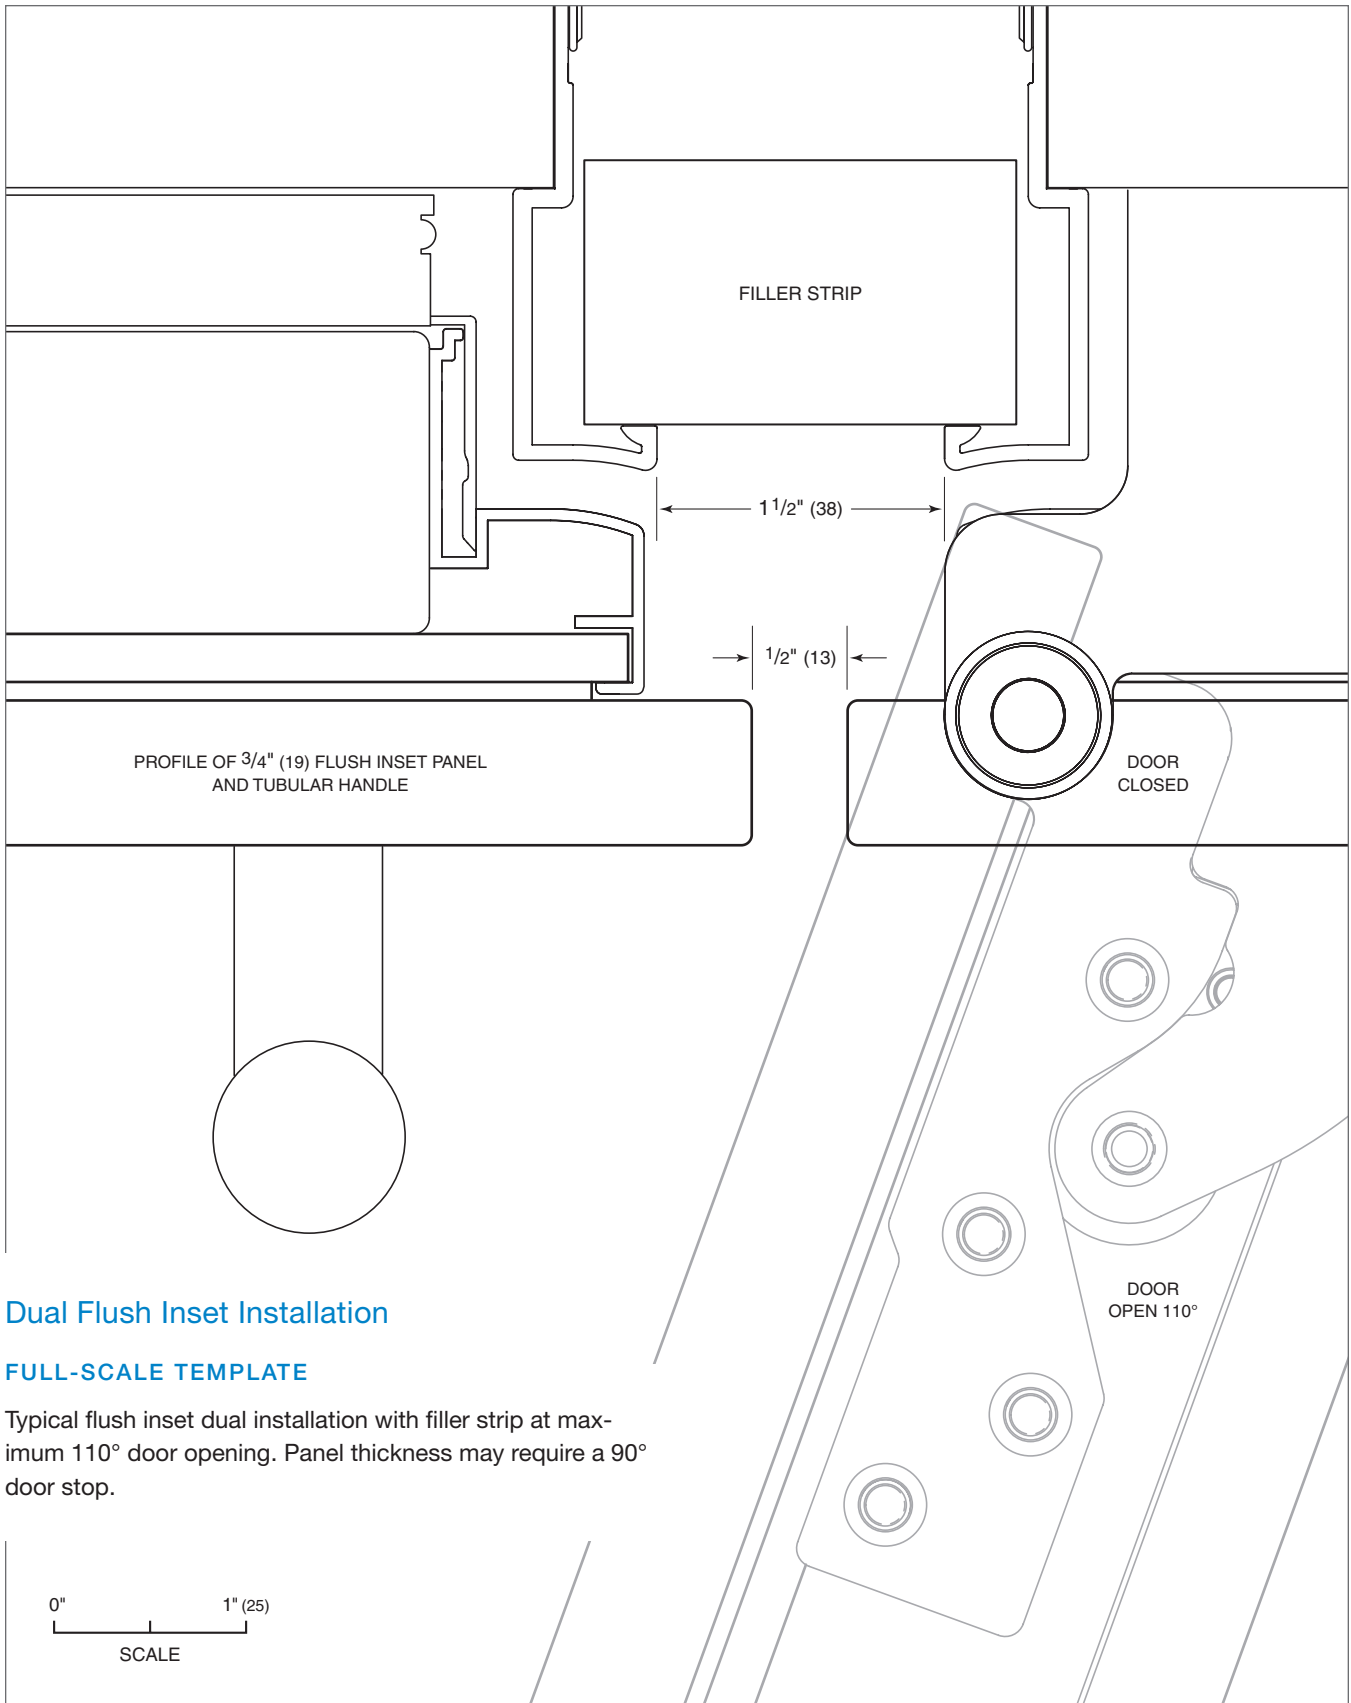 FILLER STRIP
1 1/2" (38)
1/2" (13)
PROFILE OF 3/4" (19) FLUSH INSET PANEL
AND TUBULAR HANDLE
DOOR
CLOSED
DOOR
OPEN 110°
Dual Flush Inset Installation
FULL-SCALE TEMPLATE
Typical flush inset dual installation with filler strip at max-
imum 110° door opening. Panel thickness may require a 90°
door stop.
0" 1" (25)
SCALE